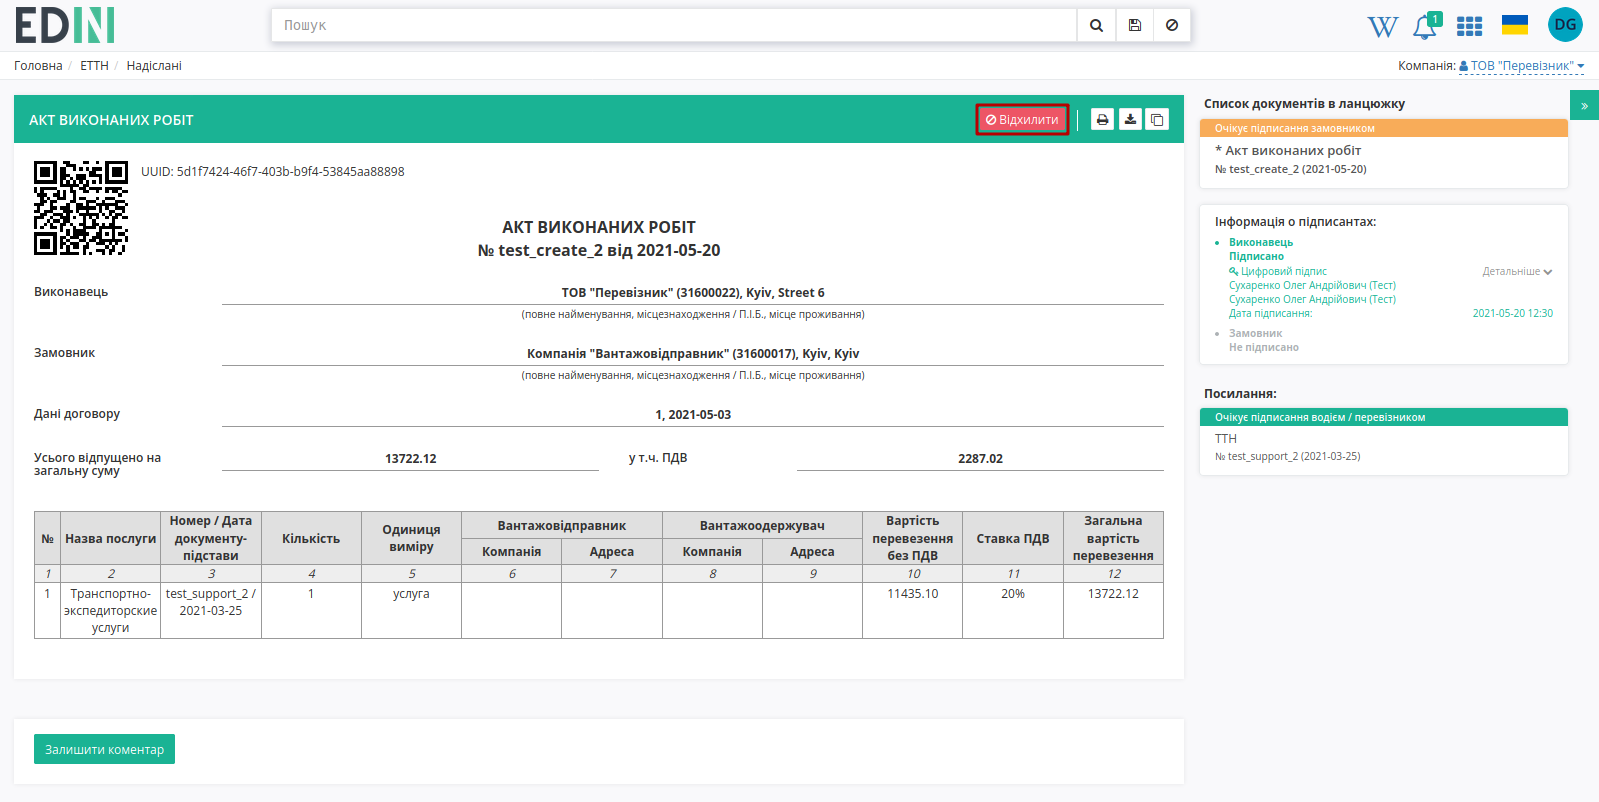 EDIN
Пошук
1
DG
Головна / ЕТТН / Надіслані
Компанія: ТОВ "Перевізник"
АКТ ВИКОНАНИХ РОБІТ
Відхилити
UUID: 5d1f7424-46f7-403b-b9f4-53845aa88898
АКТ ВИКОНАНИХ РОБІТ
№ test_create_2 від 2021-05-20
Виконавець
ТОВ "Перевізник" (31600022), Kyiv, Street 6
(повне найменування, місцезнаходження / П.І.Б., місце проживання)
Замовник
Компанія "Вантажовідправник" (31600017), Kyiv, Kyiv
(повне найменування, місцезнаходження / П.І.Б., місце проживання)
Дані договору
1, 2021-05-03
Усього відпущено на загальну суму
13722.12
у т.ч. ПДВ
2287.02
№ Назва послуги Номер / Дата документу-підстави Кількість Одиниця виміру Вантажовідправник Вантажоодержувач Вартість перевезення без ПДВ Ставка ПДВ Загальна вартість перевезення
Компанія Адреса Компанія Адреса
1 2 3 4 5 6 7 8 9 10 11 12
1 Транспортно-экспедиторские услуги test_support_2 / 2021-03-25 1 услуга 11435.10 20% 13722.12
Залишити коментар
Список документів в ланцюжку
»
Очікує підписання замовником
* Акт виконаних робіт
№ test_create_2 (2021-05-20)
Інформація о підписантах:
Виконавець
Підписано
Цифровий підпис Детальніше
Сухаренко Олег Андрійович (Тест)
Сухаренко Олег Андрійович (Тест)
Дата підписання: 2021-05-20 12:30
Замовник
Не підписано
Посилання:
Очікує підписання водієм / перевізником
ТТН
№ test_support_2 (2021-03-25)